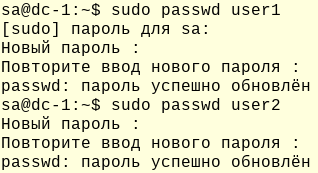 sa@dc-1:~$ sudo passwd user1
[sudo] пароль для sa:
Новый пароль :
Повторите ввод нового пароля :
passwd: пароль успешно обновлён
sa@dc-1:~$ sudo passwd user2
Новый пароль :
Повторите ввод нового пароля :
passwd: пароль успешно обновлён